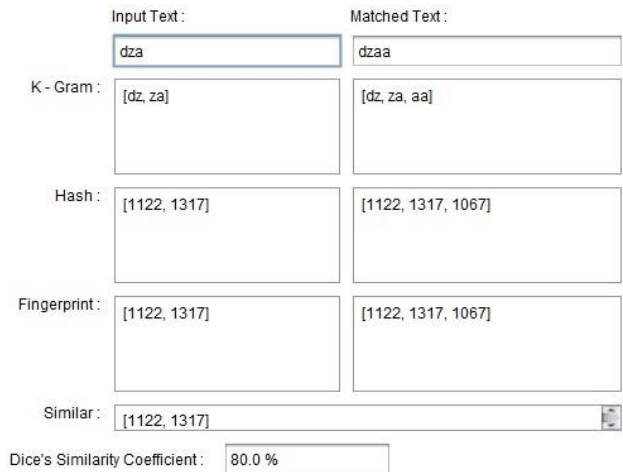 Input Text : Matched Text :
dza dzaa
K - Gram : [dz, za] [dz, za, aa]
Hash : [1122, 1317] [1122, 1317, 1067]
Fingerprint : [1122, 1317] [1122, 1317, 1067]
Similar : [1122, 1317]
Dice's Similarity Coefficient : 80.0 %